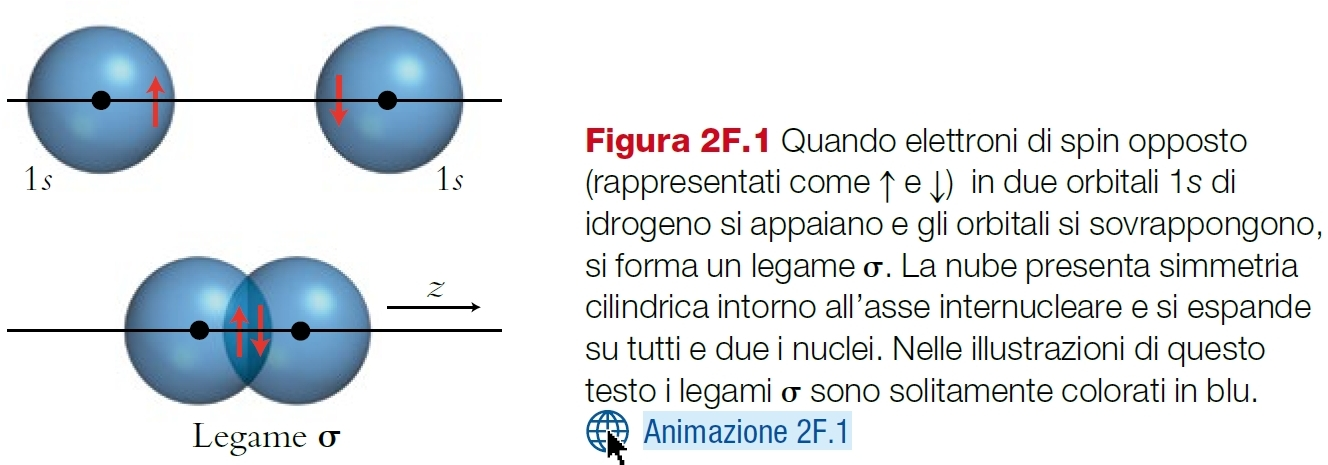 1s
1s
z
Legame σ
Figura 2F.1 Quando elettroni di spin opposto
(rappresentati come ↑ e ↓) in due orbitali 1s di
idrogeno si appaiano e gli orbitali si sovrappongono,
si forma un legame σ. La nube presenta simmetria
cilindrica intorno all’asse internucleare e si espande
su tutti e due i nuclei. Nelle illustrazioni di questo
testo i legami σ sono solitamente colorati in blu.
Animazione 2F.1